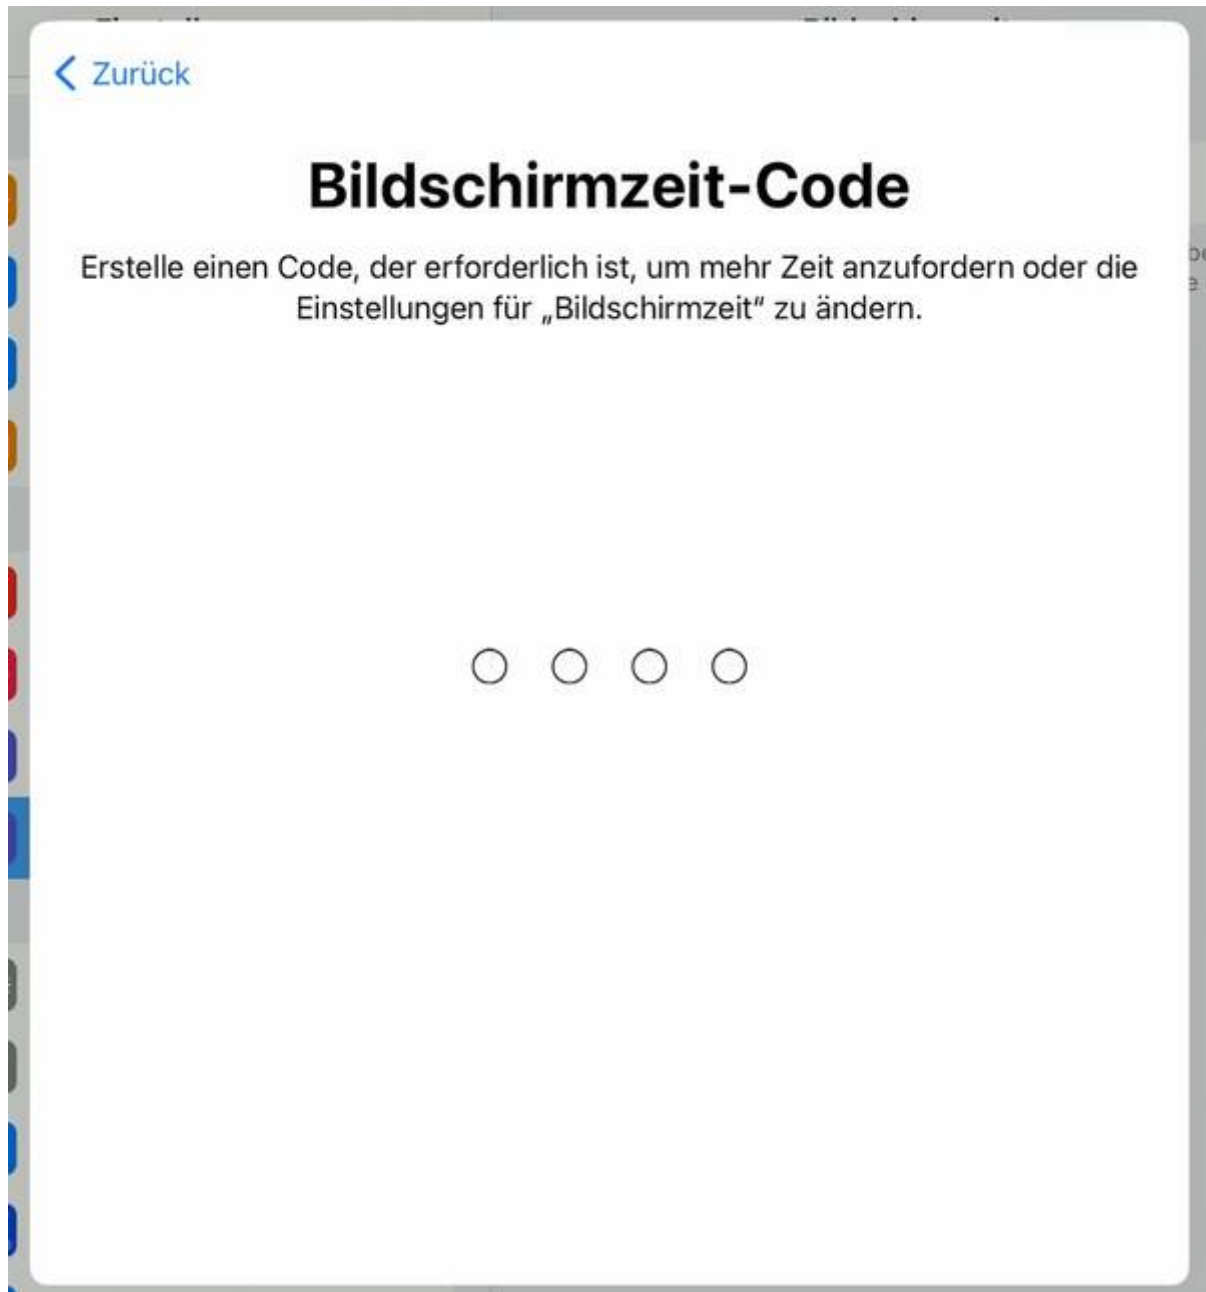 Zurück
Bildschirmzeit-Code
Erstelle einen Code, der erforderlich ist, um mehr Zeit anzufordern oder die
Einstellungen für „Bildschirmzeit“ zu ändern.